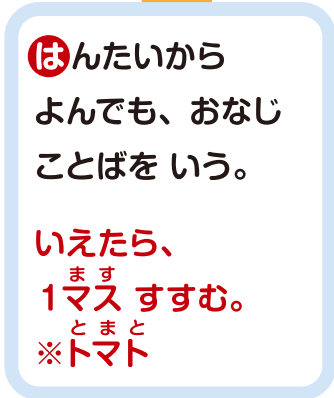 はんたいから
よんでも、おなじ
ことばを いう。
いえたら、
ます
1マス すすむ。
とまと
※トマト